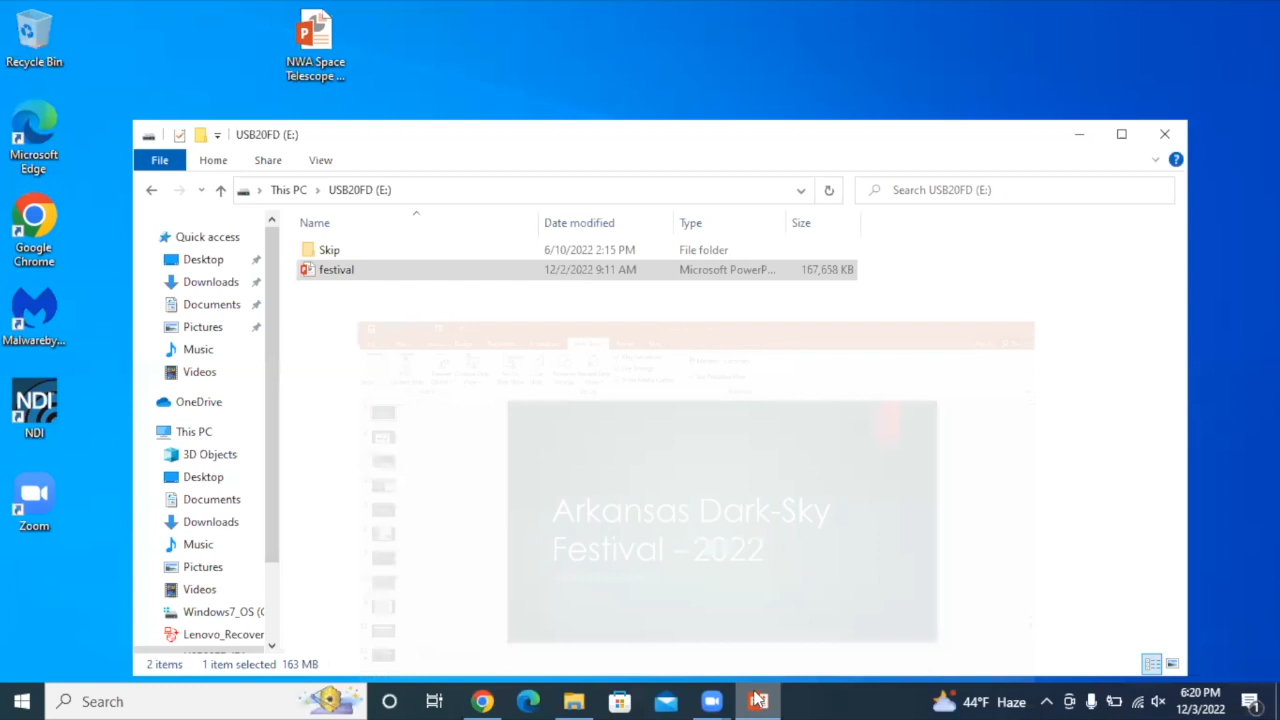 Recycle Bin
NWA Space
Telescope ...
Microsoft
Edge
Google
Chrome
Malwareby...
NDI
NDI
Zoom
USB20FD (E:)
File
Home
Share
View
This PC
USB20FD (E:)
Search USB20FD (E:)
Name
Date modified
Type
Size
Skip
6/10/2022 2:15 PM
File folder
festival
12/2/2022 9:11 AM
Microsoft PowerP...
167,658 KB
Quick access
Desktop
Downloads
Documents
Pictures
Music
Videos
OneDrive
This PC
3D Objects
Desktop
Documents
Downloads
Music
Pictures
Videos
Windows7_OS (C
Lenovo_Recover
Arkansas Dark-Sky
Festival – 2022
2 items
1 item selected
163 MB
Search
44°F Haze
6:20 PM
12/3/2022
1